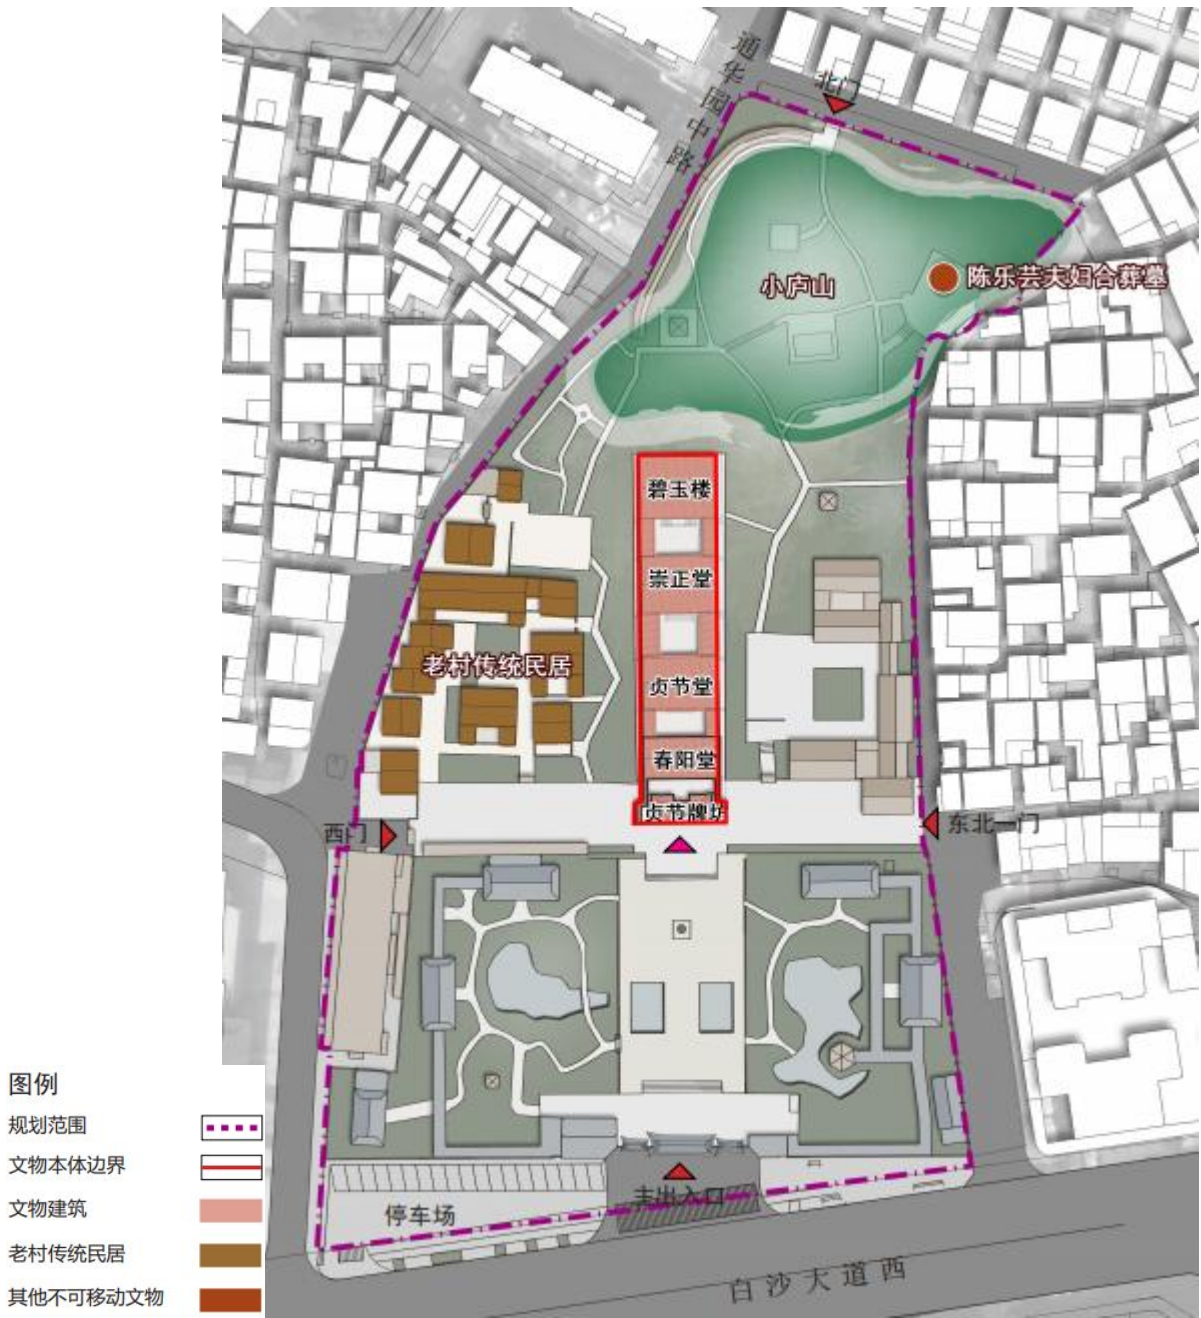 通华园中路
北门
小庐山
陈乐芸夫妇合葬墓
碧玉楼
崇正堂
老村传统民居
贞节堂
春阳堂
贞节牌坊
西门
东北一门
主出入口
停车场
白沙大道西
图例
规划范围
文物本体边界
文物建筑
老村传统民居
其他不可移动文物